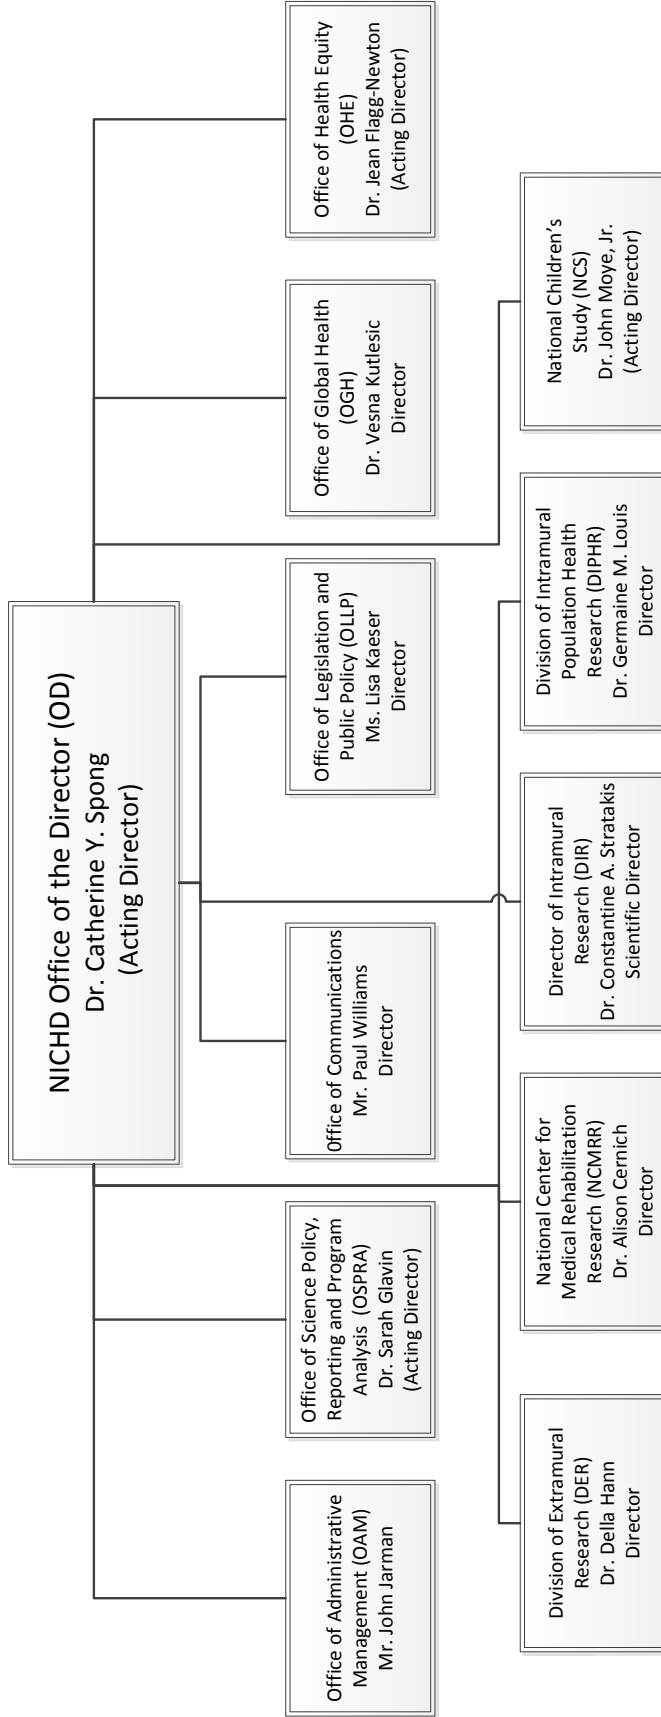 NICHD Office of the Director (OD)
Dr. Catherine Y. Spong
(Acting Director)
Office of Administrative
Management (OAM)
Mr. John Jarman
Office of Science Policy,
Reporting and Program
Analysis (OSPRA)
Dr. Sarah Glavin
(Acting Director)
Office of Communications
Mr. Paul Williams
Director
Office of Legislation and
Public Policy (OLLP)
Ms. Lisa Kaeser
Director
Office of Global Health
(OGH)
Dr. Vesna Kutlesic
Director
Office of Health Equity
(OHE)
Dr. Jean Flagg-Newton
(Acting Director)
Division of Extramural
Research (DER)
Dr. Della Hann
Director
National Center for
Medical Rehabilitation
Research (NCMRR)
Dr. Alison Cernich
Director
Director of Intramural
Research (DIR)
Dr. Constantine A. Stratakis
Scientific Director
Division of Intramural
Population Health
Research (DIPHR)
Dr. Germaine M. Louis
Director
National Children's
Study (NCS)
Dr. John Moye, Jr.
(Acting Director)